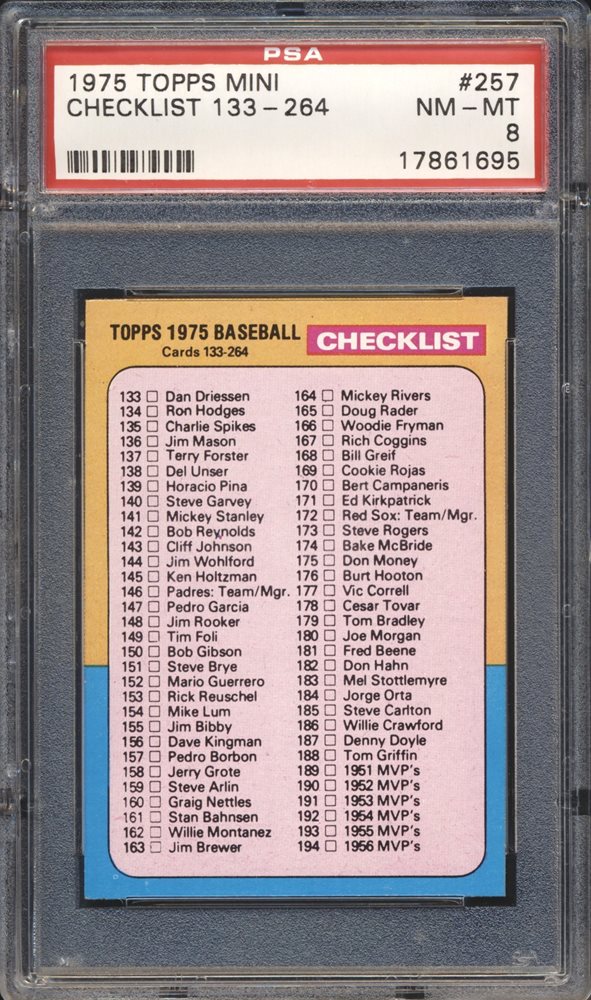 PSA
1975 TOPPS MINI #257
CHECKLIST 133-264 NM-MT
8
17861695
TOPPS 1975 BASEBALL CHECKLIST
Cards 133-264
133 Dan Driessen
134 Ron Hodges
135 Charlie Spikes
136 Jim Mason
137 Terry Forster
138 Del Unser
139 Horacio Pina
140 Steve Garvey
141 Mickey Stanley
142 Bob Reynolds
143 Cliff Johnson
144 Jim Wohlford
145 Ken Holtzman
146 Padres: Team/Mgr.
147 Pedro Garcia
148 Jim Rooker
149 Tim Foli
150 Bob Gibson
151 Steve Brye
152 Mario Guerrero
153 Rick Reuschel
154 Mike Lum
155 Jim Bibby
156 Dave Kingman
157 Pedro Borbon
158 Jerry Grote
159 Steve Arlin
160 Graig Nettles
161 Stan Bahnsen
162 Willie Montanez
163 Jim Brewer
164 Mickey Rivers
165 Doug Rader
166 Woodie Fryman
167 Rich Coggins
168 Bill Greif
169 Cookie Rojas
170 Bert Campaneris
171 Ed Kirkpatrick
172 Red Sox: Team/Mgr.
173 Steve Rogers
174 Bake McBride
175 Don Money
176 Burt Hooton
177 Vic Correll
178 Cesar Tovar
179 Tom Bradley
180 Joe Morgan
181 Fred Beene
182 Don Hahn
183 Mel Stottlemyre
184 Jorge Orta
185 Steve Carlton
186 Willie Crawford
187 Denny Doyle
188 Tom Griffin
189 1951 MVP's
190 1952 MVP's
191 1953 MVP's
192 1954 MVP's
193 1955 MVP's
194 1956 MVP's